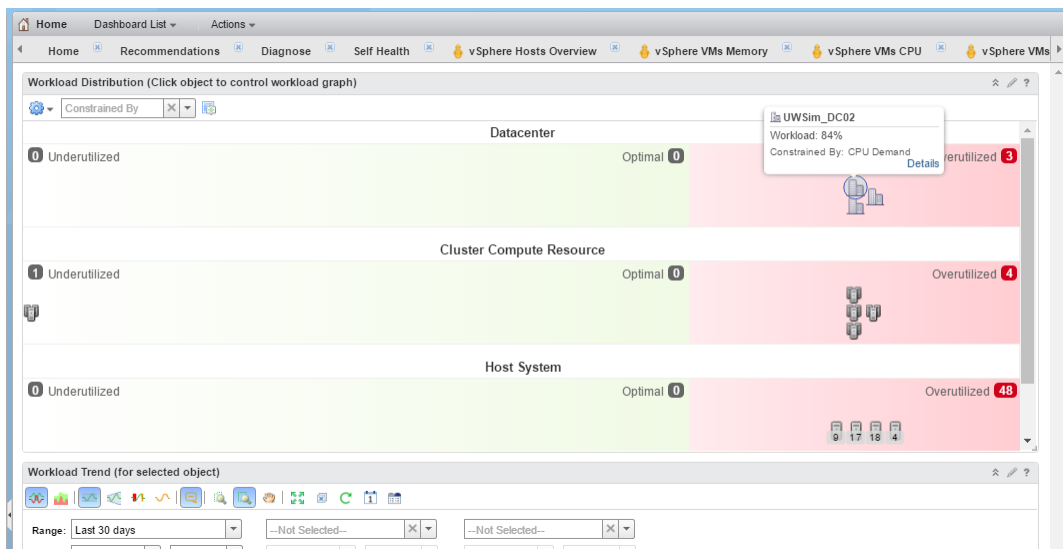 Home Dashboard List Actions
Home Recommendations Diagnose Self Health vSphere Hosts Overview vSphere VMs Memory vSphere VMs CPU vSphere VMs
Workload Distribution (Click object to control workload graph)
Constrained By
UWSim_DC02
Workload: 84%
Constrained By: CPU Demand
Details
Datacenter
0 Underutilized Optimal 0 erutilized 3
Cluster Compute Resource
1 Underutilized Optimal 0 Overutilized 4
Host System
0 Underutilized Optimal 0 Overutilized 48
9 17 18 4
Workload Trend (for selected object)
Range: Last 30 days --Not Selected-- --Not Selected--